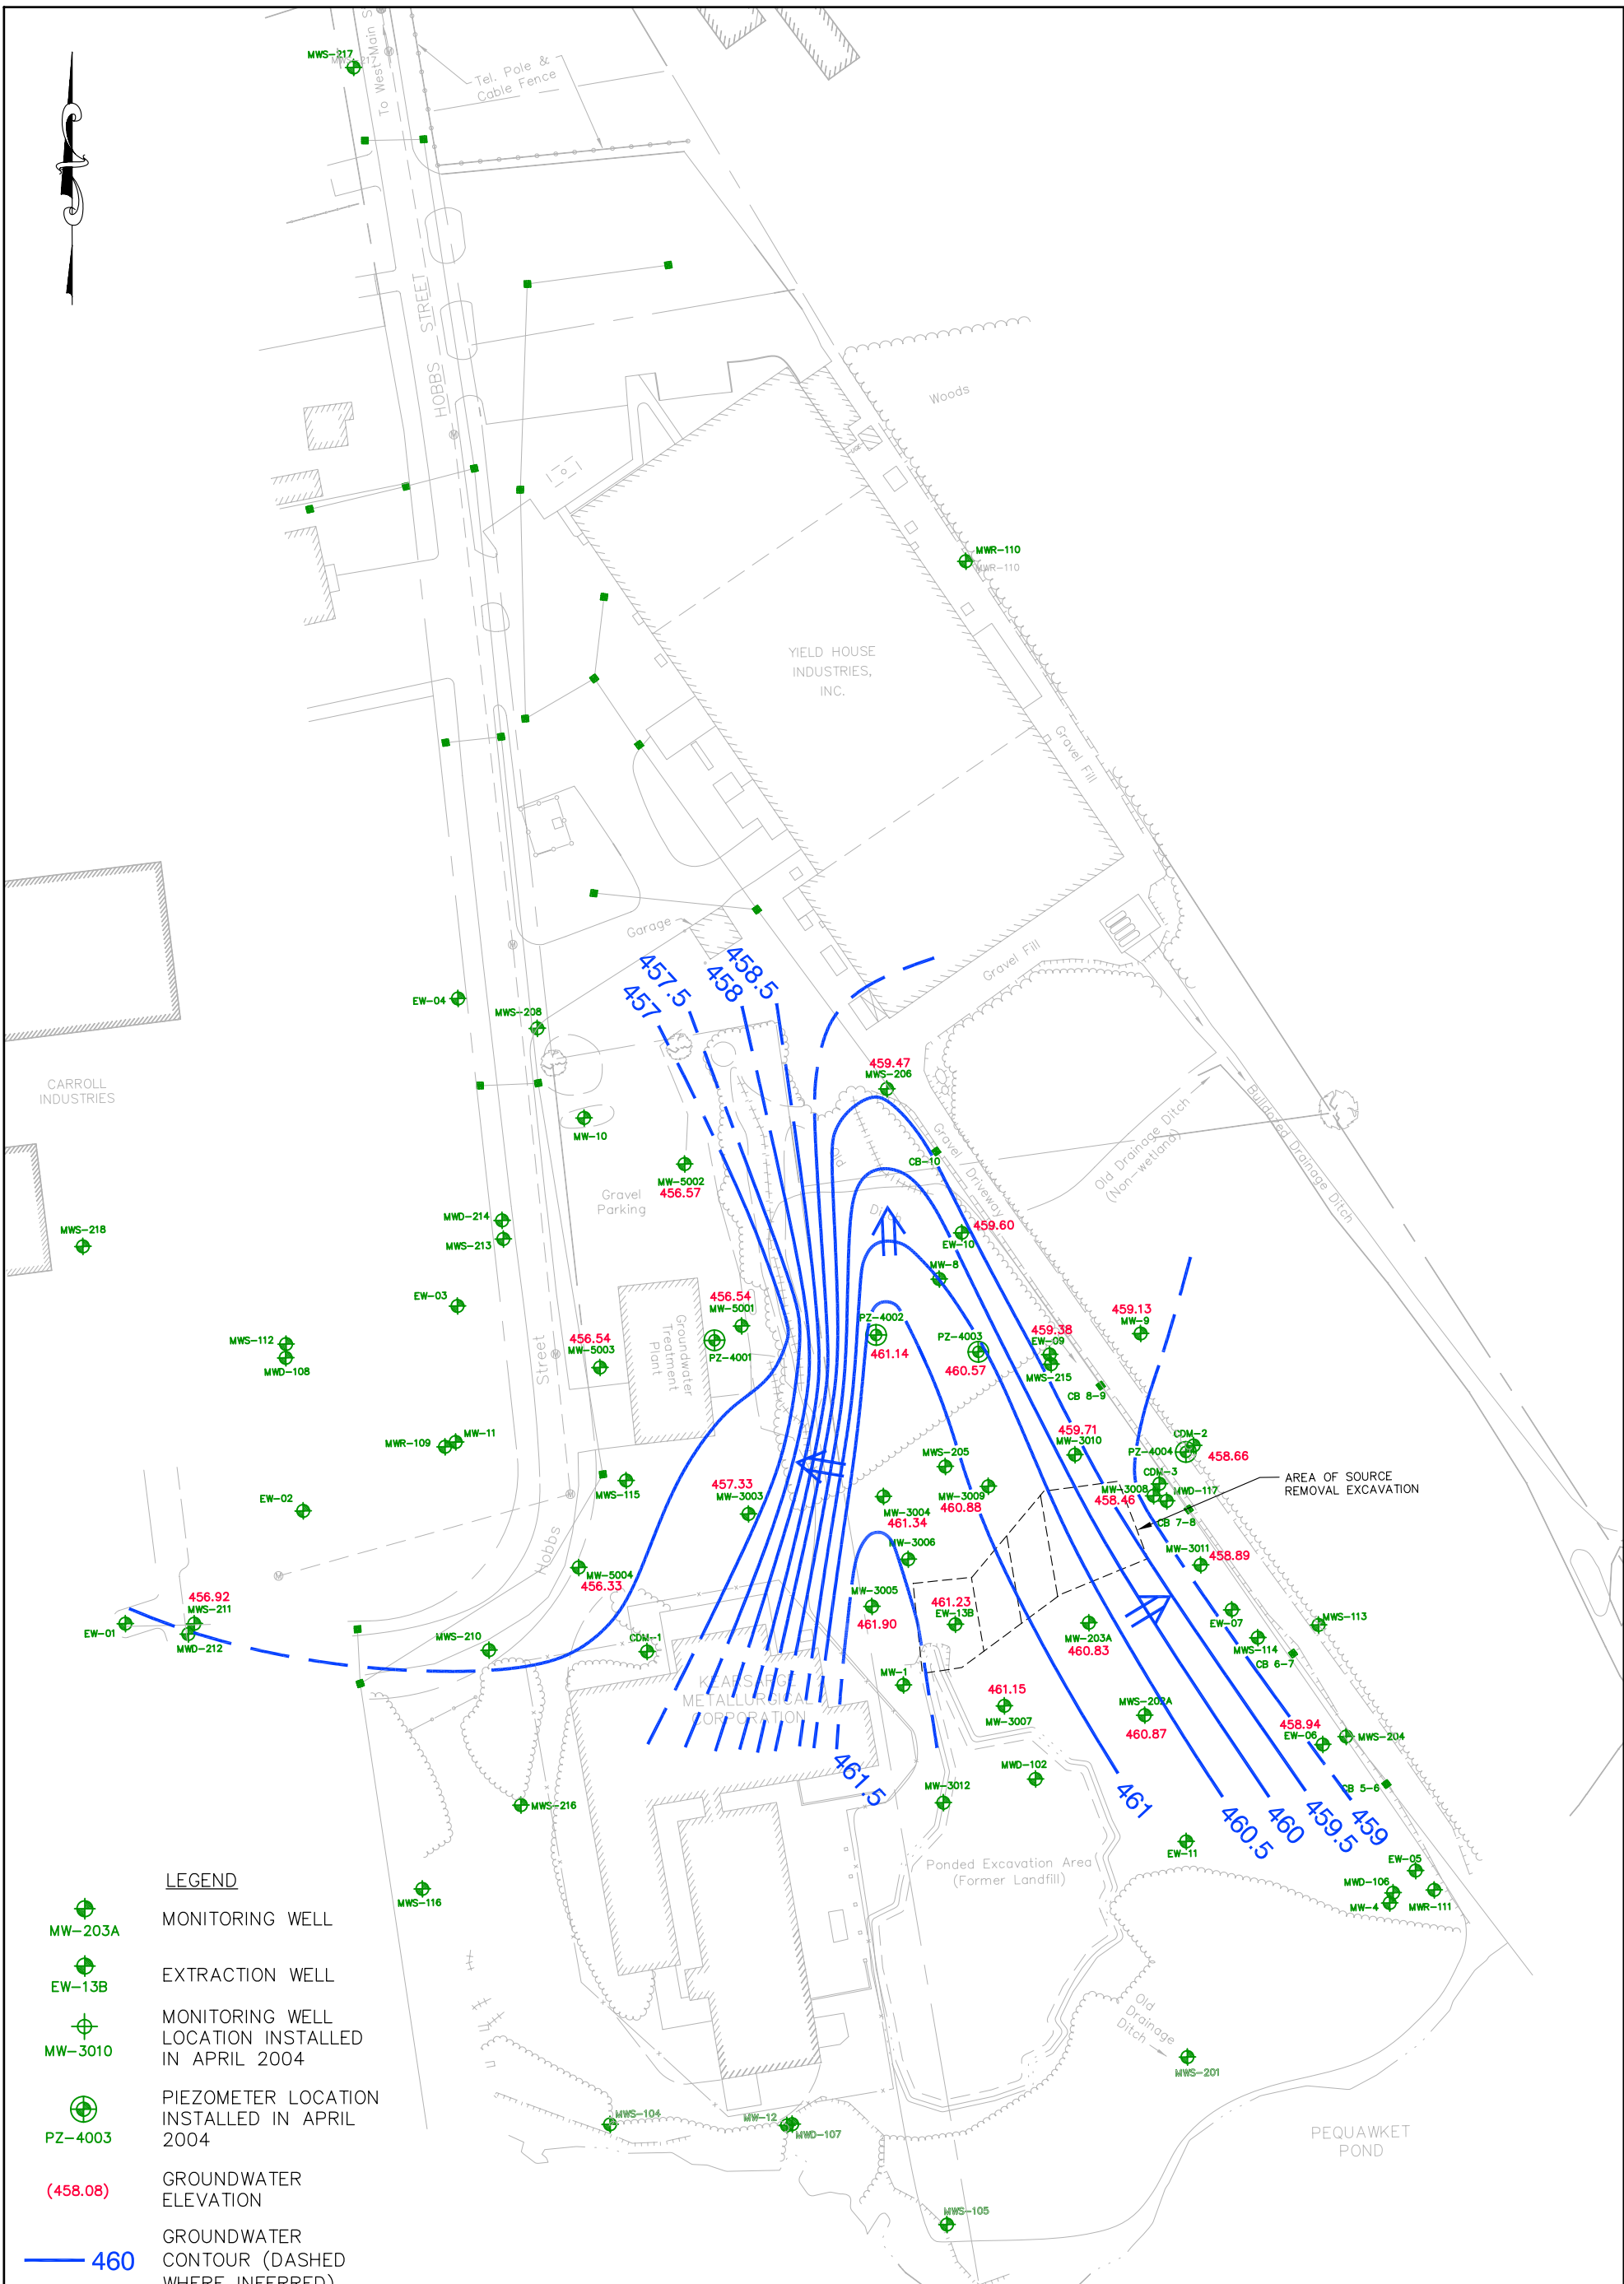 MWS-217
MWS-217
To West Main S
Tel. Pole &
Cable Fence
HOBBS STREET
Woods
MWR-110
MWR-110
YIELD HOUSE
INDUSTRIES,
INC.
Gravel Fill
Garage
Gravel Fill
458.5
458
457.5
457
EW-04
MWS-208
CARROLL
INDUSTRIES
459.47
MWS-206
Bulldozed Drainage Ditch
Old Drainage Ditch
(Non-wetland)
MW-10
CB-10
Gravel Driveway
Old
Ditch
MW-5002
456.57
Gravel
Parking
MWD-214
MWS-213
MWS-218
459.60
EW-10
MW-8
EW-03
456.54
MW-5001
PZ-4001
Groundwater
Treatment
Plant
456.54
MW-5003
Street
PZ-4002
461.14
PZ-4003
460.57
459.38
EW-09
MWS-215
459.13
MW-9
CB 8-9
MWS-112
MWD-108
MWR-109
MW-11
459.71
MW-3010
CDM-2
PZ-4004
458.66
MWS-205
CDM-3
MW-3008
458.46
MWD-117
CB 7-8
AREA OF SOURCE
REMOVAL EXCAVATION
EW-02
MWS-115
457.33
MW-3003
MW-3009
460.88
MW-3004
461.34
MW-3006
Hobbs
MW-3011
458.89
MW-5004
456.33
456.92
MWS-211
EW-01
MWD-212
MW-3005
461.90
461.23
EW-13B
EW-07
MWS-113
MWS-114
CB 6-7
MW-203A
460.83
MWS-210
CDM-1
MW-1
KEARSARGE
METALLURGICAL
CORPORATION
461.15
MW-3007
MWS-202A
460.87
458.94
EW-06
MWS-204
MWD-102
CB 5-6
461.5
MW-3012
461
460.5
460
459.5
459
MWS-216
EW-11
EW-05
MWD-106
MW-4
MWR-111
Ponded Excavation Area
(Former Landfill)
MWS-116
Old
Drainage
Ditch
MWS-201
MWS-104
MW-12
MWD-107
PEQUAWKET
POND
MWS-105
LEGEND
MW-203A
MONITORING WELL
EW-13B
EXTRACTION WELL
MW-3010
MONITORING WELL
LOCATION INSTALLED
IN APRIL 2004
PZ-4003
PIEZOMETER LOCATION
INSTALLED IN APRIL
2004
(458.08)
GROUNDWATER
ELEVATION
460
GROUNDWATER
CONTOUR (DASHED
WHERE INFERRED)